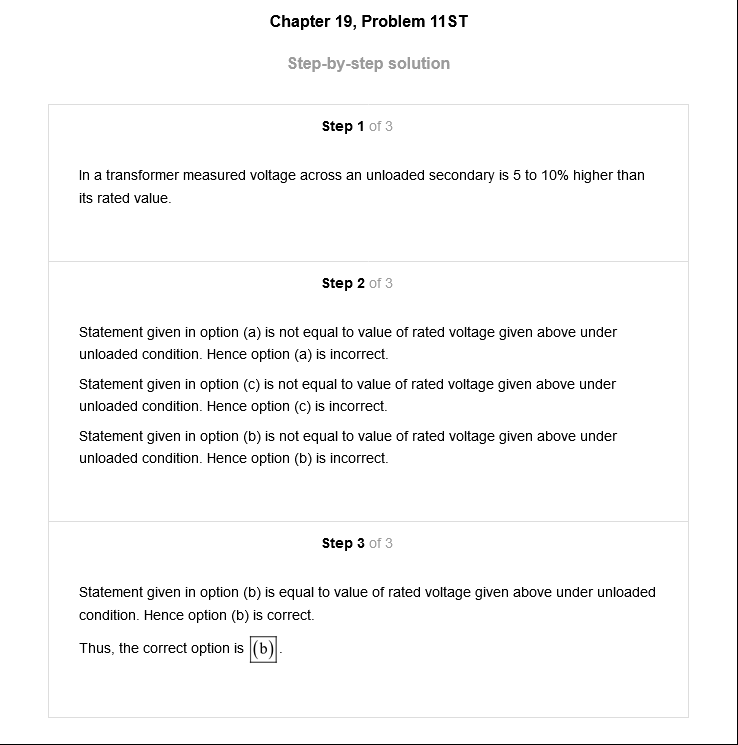 Chapter 19, Problem 11ST
Step-by-step solution
Step 1 of 3
In a transformer measured voltage across an unloaded secondary is 5 to 10% higher than
its rated value.
Step 2 of 3
Statement given in option (a) is not equal to value of rated voltage given above under
unloaded condition. Hence option (a) is incorrect.
Statement given in option (c) is not equal to value of rated voltage given above under
unloaded condition. Hence option (c) is incorrect.
Statement given in option (b) is not equal to value of rated voltage given above under
unloaded condition. Hence option (b) is incorrect.
Step 3 of 3
Statement given in option (b) is equal to value of rated voltage given above under unloaded
condition. Hence option (b) is correct.
Thus, the correct option is (b).